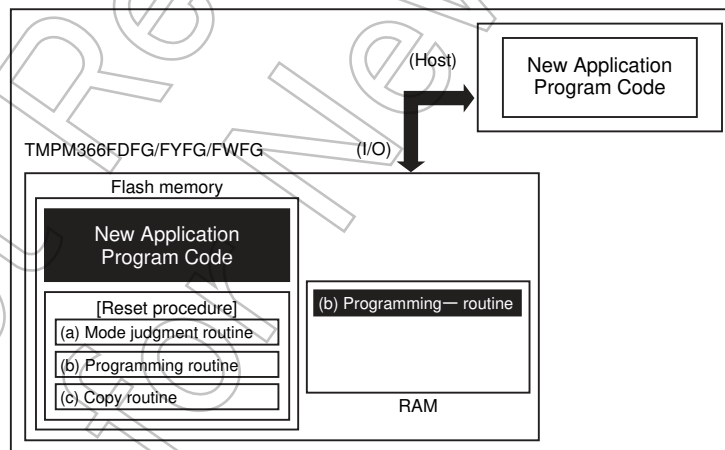 (Host)
New Application
Program Code
TMPM366FDFG/FYFG/FWFG
(I/O)
Flash memory
New Application
Program Code
[Reset procedure]
(a) Mode judgment routine
(b) Programming routine
(c) Copy routine
(b) Programming— routine
RAM